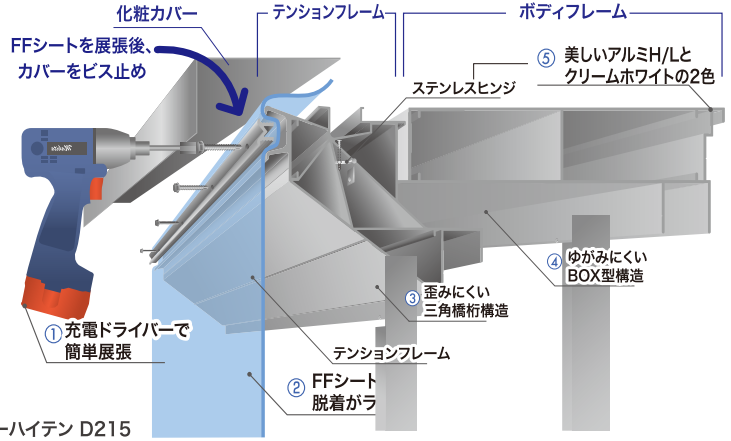 化粧カバー
テンションフレーム
ボディフレーム
FFシートを展張後、
カバーをビス止め
ステンレスヒンジ
⑤ 美しいアルミH/Lと
クリームホワイトの2色
④ ゆがみにくい
BOX型構造
③ 歪みにくい
三角橋桁構造
① 充電ドライバーで
簡単展張
テンションフレーム
② FFシート
脱着がラ
ーハイテン D215